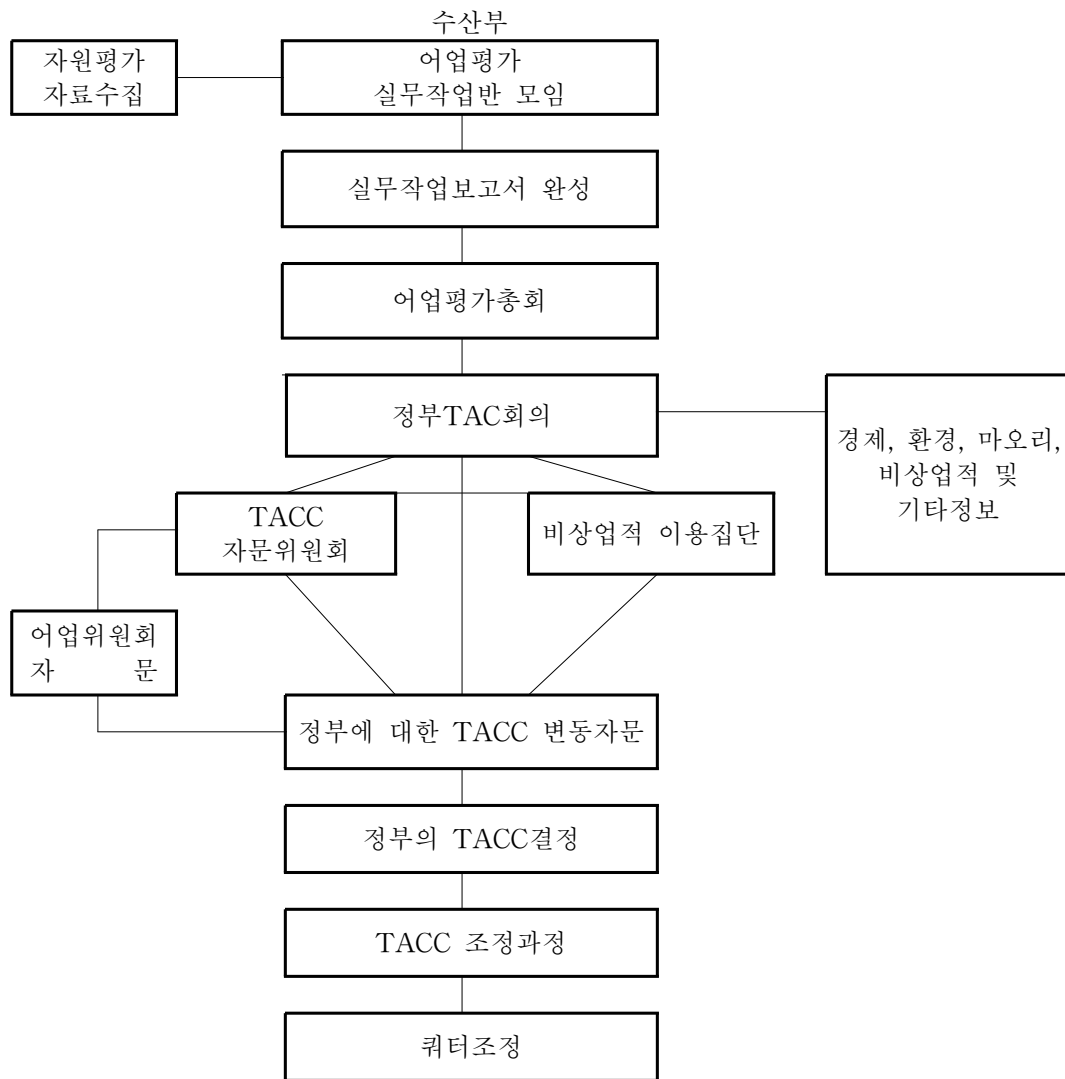 수산부
자원평가
자료수집
어업평가
실무작업반 모임
실무작업보고서 완성
어업평가총회
정부TAC회의
경제, 환경, 마오리,
비상업적 및
기타정보
TACC
자문위원회
비상업적 이용집단
어업위원회
자 문
정부에 대한 TACC 변동자문
정부의 TACC결정
TACC 조정과정
쿼터조정